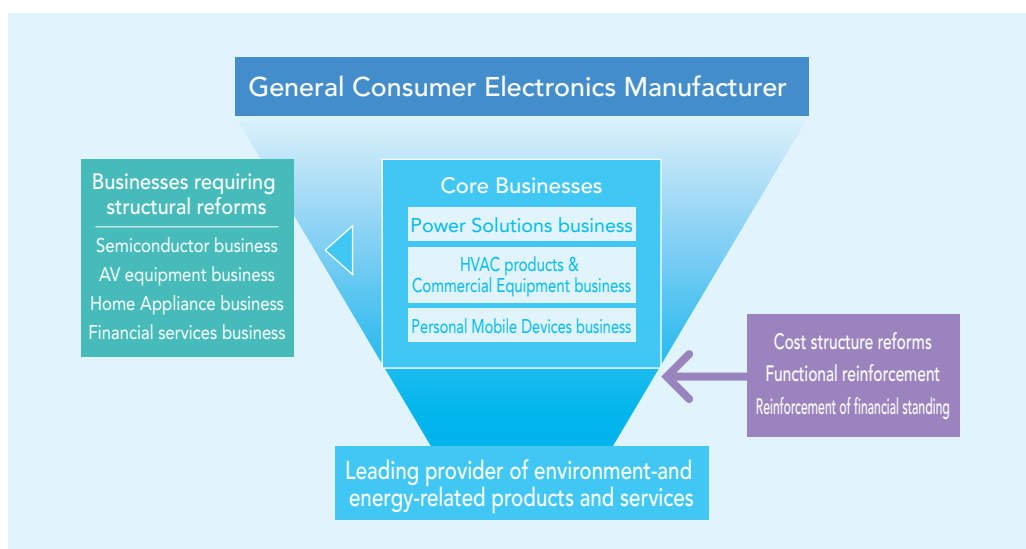 General Consumer Electronics Manufacturer
Businesses requiring
structural reforms
Semiconductor business
AV equipment business
Home Appliance business
Financial services business
Core Businesses
Power Solutions business
HVAC products &
Commercial Equipment business
Personal Mobile Devices business
Cost structure reforms
Functional reinforcement
Reinforcement of financial standing
Leading provider of environment-and
energy-related products and services